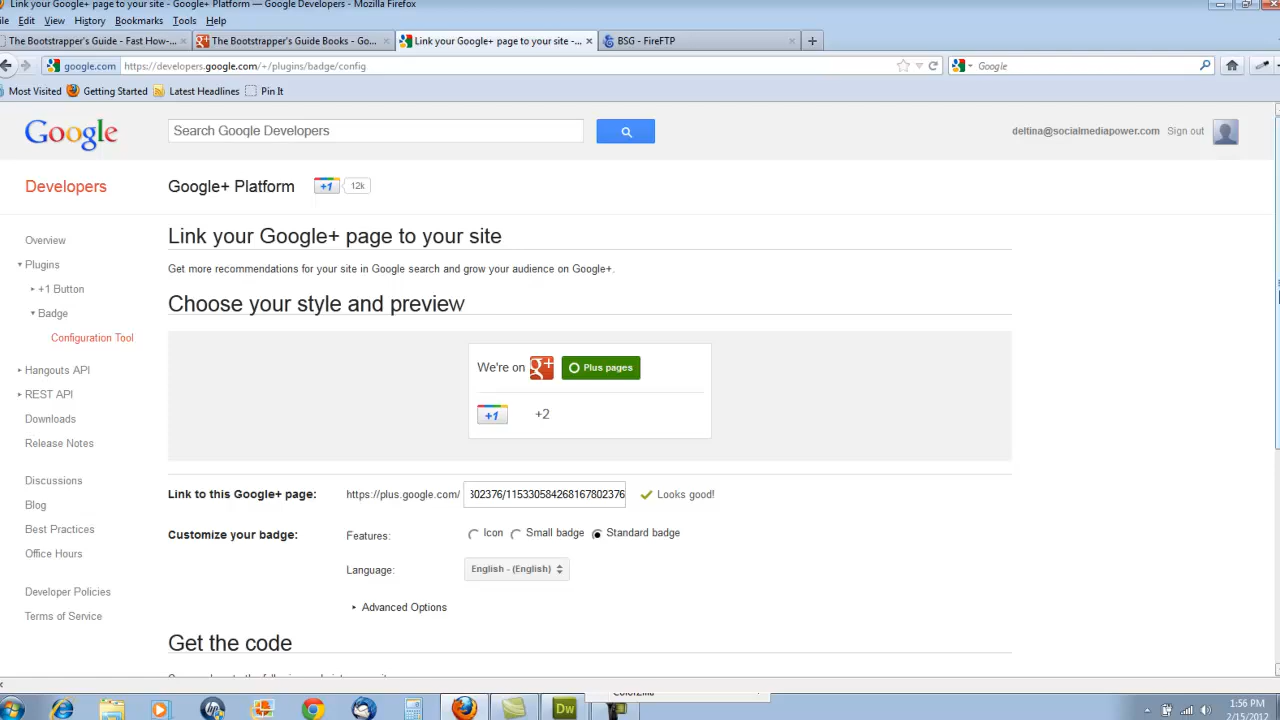 Link your Google+ page to your site - Google+ Platform — Google Developers - Mozilla Firefox
Edit View History Bookmarks Tools Help
The Bootstrapper's Guide - Fast How-...
The Bootstrapper's Guide Books - Go...
Link your Google+ page to your site -...
BSG - FireFTP
google.com https://developers.google.com/+/plugins/badge/config
Google
Most Visited Getting Started Latest Headlines Pin It
Google
Search Google Developers
deltina@socialmediapower.com Sign out
Developers
Google+ Platform
+1 12k
Overview
Plugins
+1 Button
Badge
Configuration Tool
Hangouts API
REST API
Downloads
Release Notes
Discussions
Blog
Best Practices
Office Hours
Developer Policies
Terms of Service
Link your Google+ page to your site
Get more recommendations for your site in Google search and grow your audience on Google+.
Choose your style and preview
We're on g+ Plus pages
+1 +2
Link to this Google+ page: https://plus.google.com/ 302376/115330584268167802376 Looks good!
Customize your badge: Features: Icon Small badge Standard badge
Language: English - (English)
Advanced Options
Get the code
Dw
1:56 PM
2/15/2012